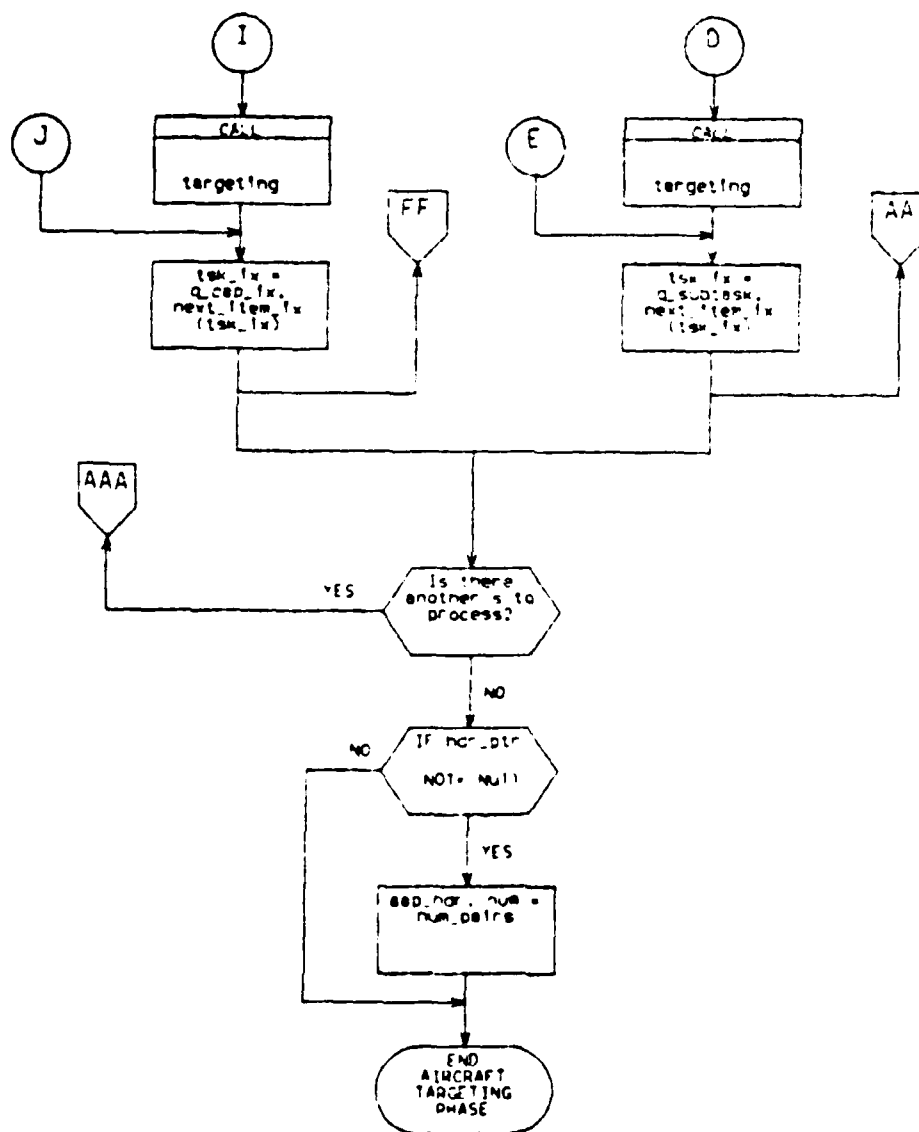 I
D
CALL
targeting
J
CALL
targeting
E
FF
AA
tsk_ix =
q_cap_ix.
next_item_ix
(tsk_ix)
tsk_ix =
q_subtask.
next_item_ix
(tsk_ix)
AAA
YES
Is there
another s to
process?
NO
NO
IF hdr_ptr
NOT= Null
YES
num =
num_pairs
END
AIRCRAFT
TARGETING
PHASE